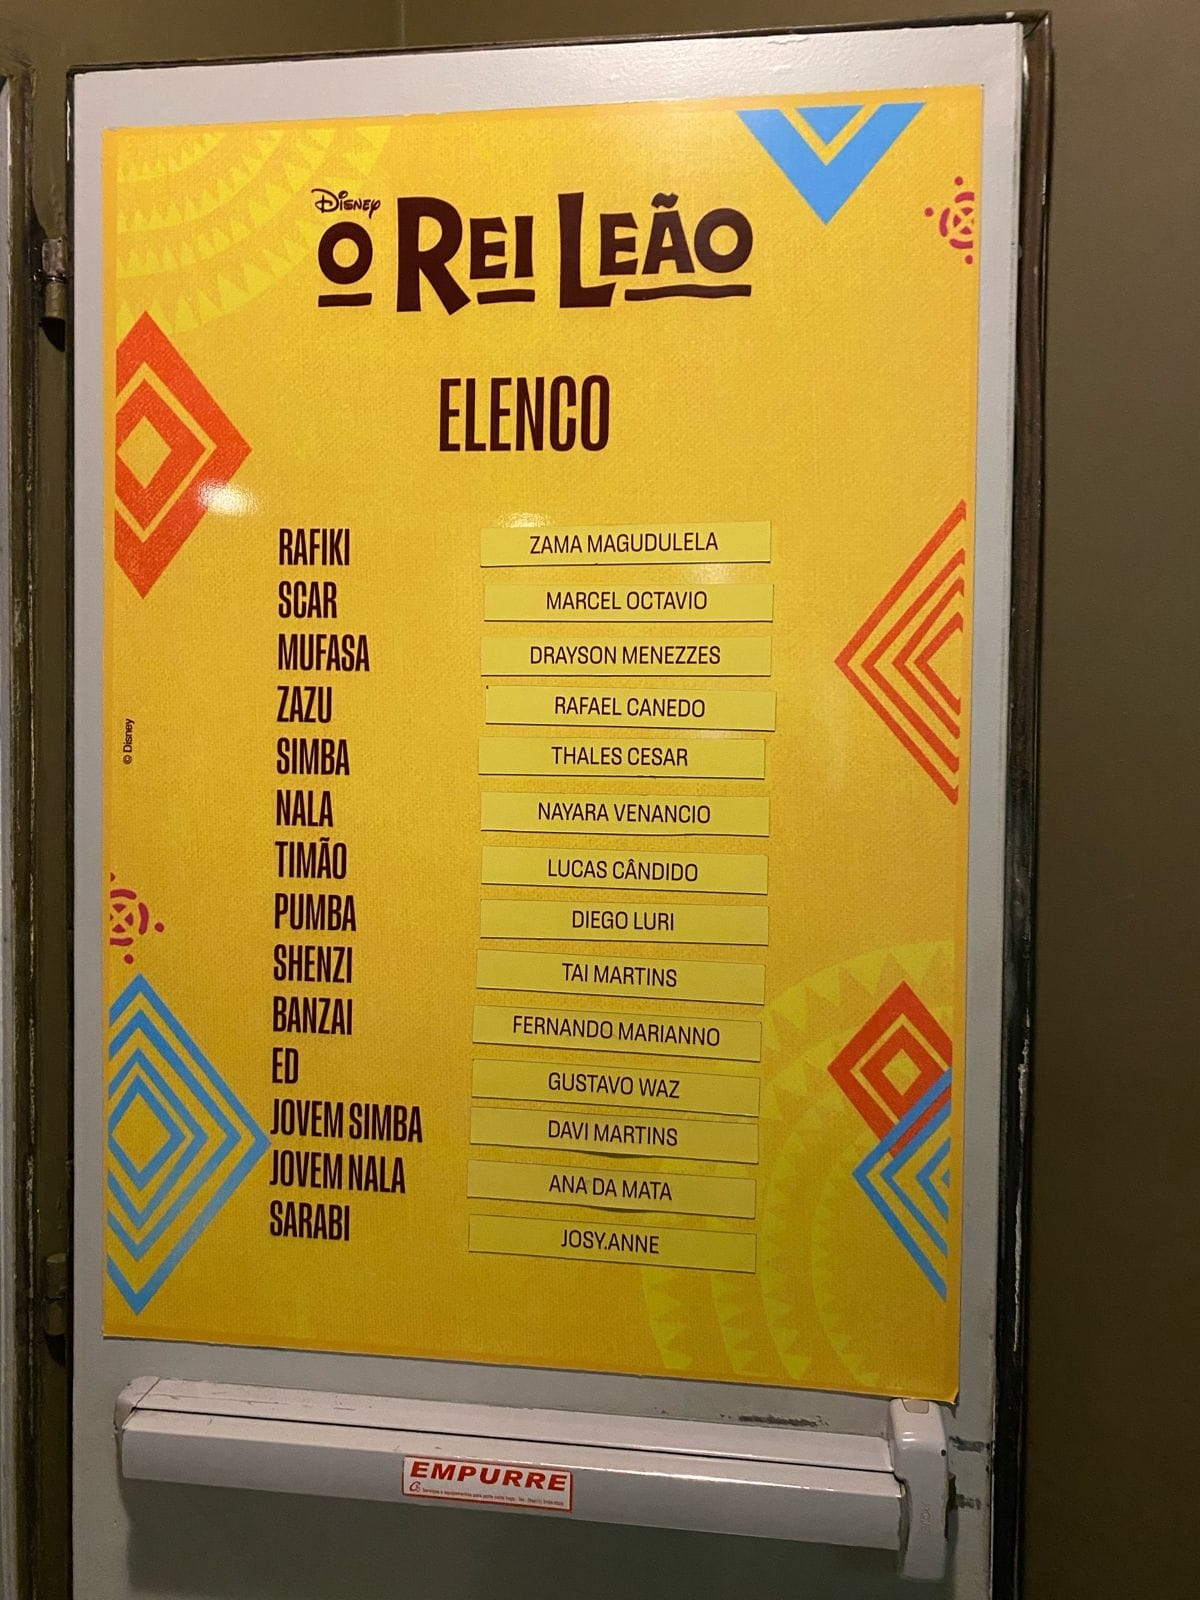 Disney
O REI LEÃO
ELENCO
RAFIKI ZAMA MAGUDULELA
SCAR MARCEL OCTAVIO
MUFASA DRAYSON MENEZZES
ZAZU RAFAEL CANEDO
SIMBA THALES CESAR
NALA NAYARA VENANCIO
TIMÃO LUCAS CÂNDIDO
PUMBA DIEGO LURI
SHENZI TAI MARTINS
BANZAI FERNANDO MARIANNO
ED GUSTAVO WAZ
JOVEM SIMBA DAVI MARTINS
JOVEM NALA ANA DA MATA
SARABI JOSY.ANNE
© Disney
EMPURRE